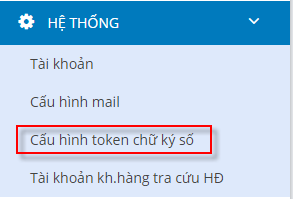 HỆ THỐNG
Tài khoản
Cấu hình mail
Cấu hình token chữ ký số
Tài khoản kh.hàng tra cứu HĐ